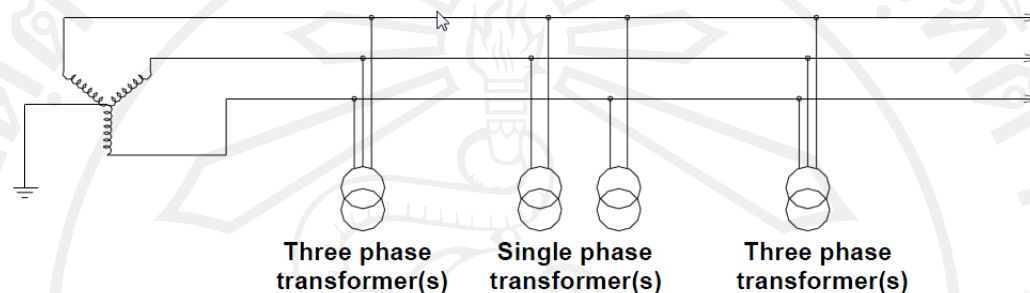 Three phase
transformer(s)
Single phase
transformer(s)
Three phase
transformer(s)